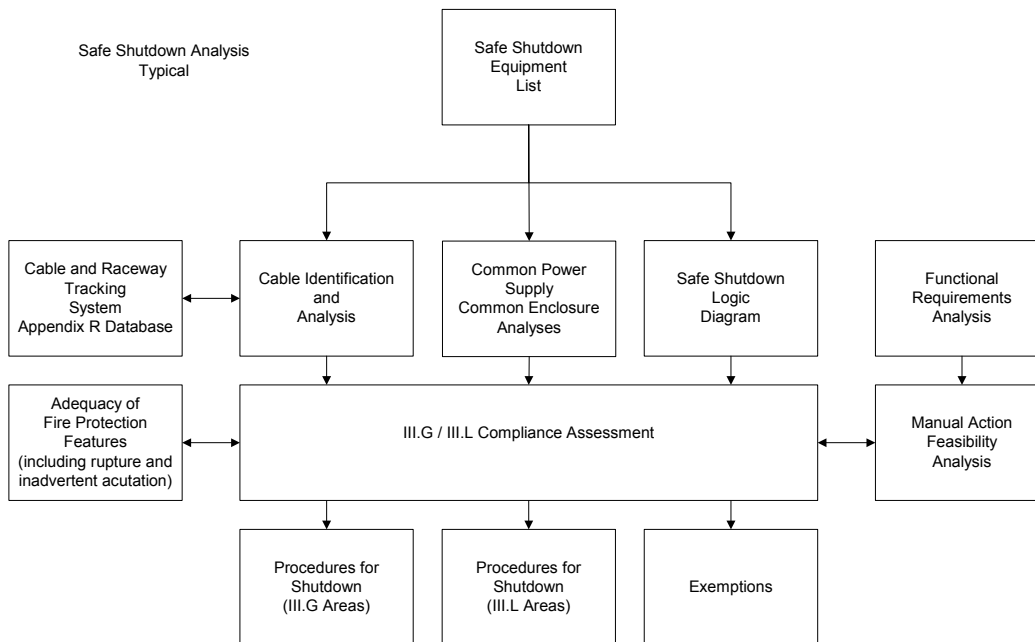 Safe Shutdown Analysis
Typical
Safe Shutdown
Equipment
List
Cable and Raceway
Tracking
System
Appendix R Database
Cable Identification
and
Analysis
Common Power
Supply
Common Enclosure
Analyses
Safe Shutdown
Logic
Diagram
Functional
Requirements
Analysis
Adequacy of
Fire Protection
Features
(including rupture and
inadvertent acutation)
III.G / III.L Compliance Assessment
Manual Action
Feasibility
Analysis
Procedures for
Shutdown
(III.G Areas)
Procedures for
Shutdown
(III.L Areas)
Exemptions